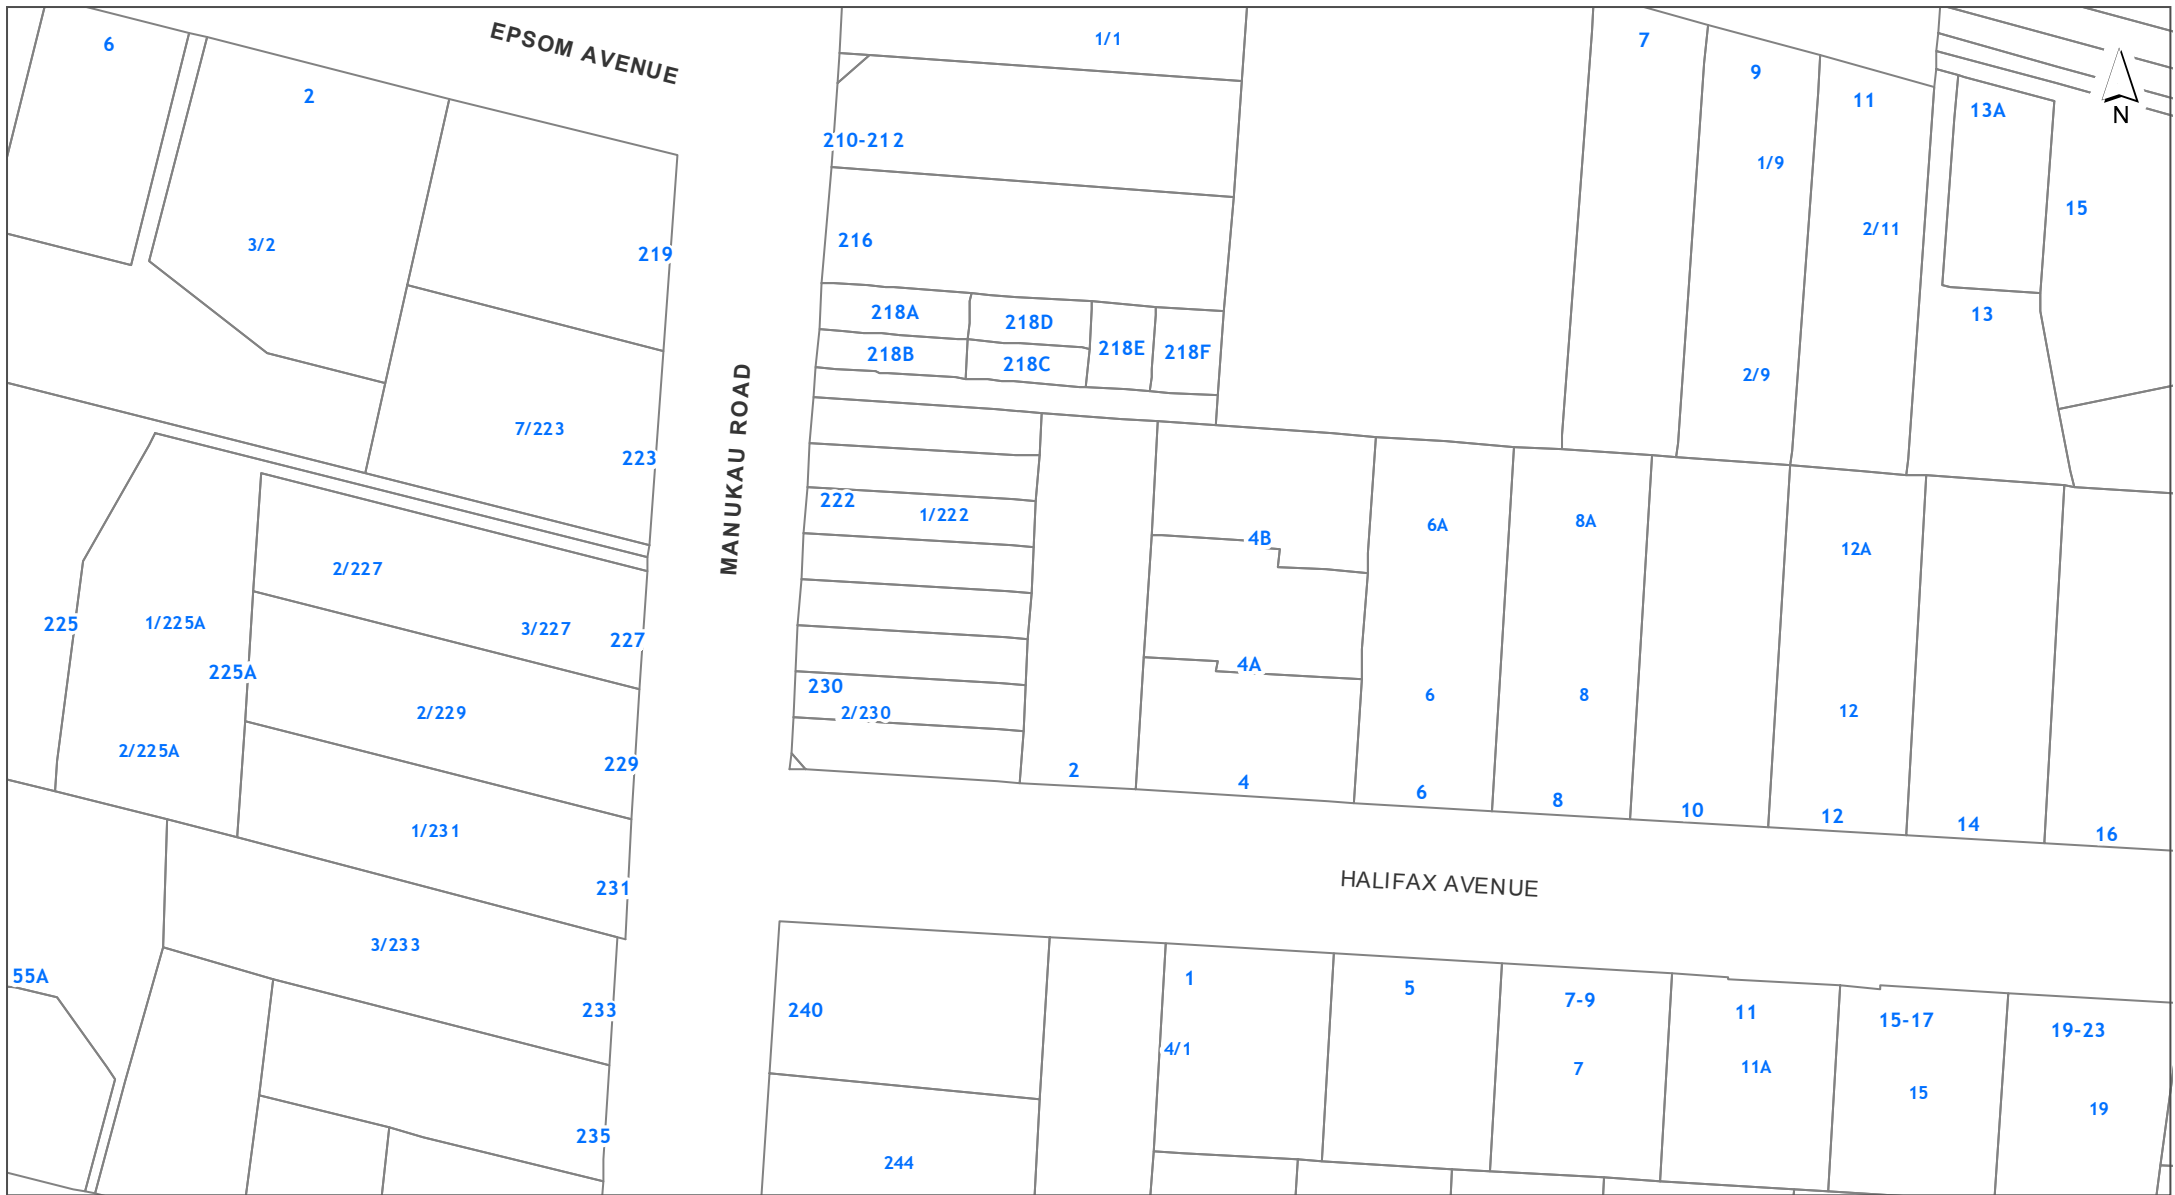 EPSOM AVENUE
1/1
6
7
9
2
11
13A
N
210-212
1/9
15
216
2/11
3/2
219
218A
218D
13
218B
218C
218E
218F
2/9
MANUKAU ROAD
7/223
223
222
1/222
6A
8A
4B
12A
2/227
225
1/225A
3/227
227
4A
225A
230
6
8
2/230
2/229
12
2/225A
229
2
4
6
8
10
12
14
16
1/231
231
HALIFAX AVENUE
3/233
55A
1
5
7-9
233
240
11
15-17
19-23
4/1
7
11A
15
19
235
244